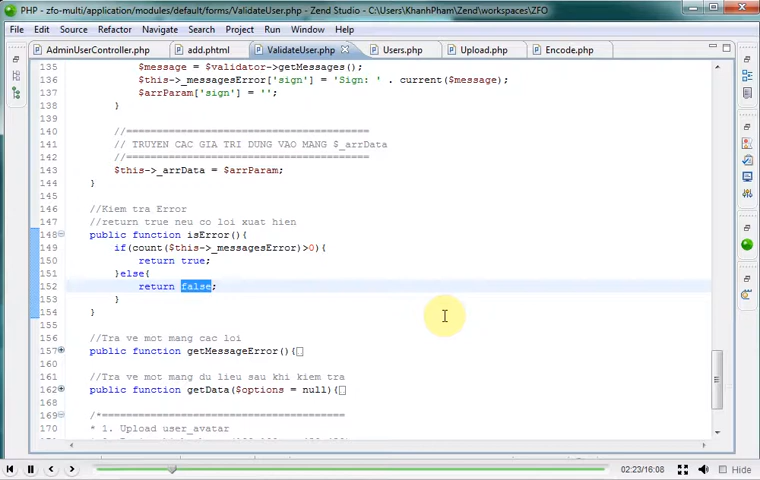 PHP - zfo-multi/application/modules/default/forms/ValidateUser.php - Zend Studio - C:\Users\KhanhPham\Zend\workspaces\ZFO
File Edit Source Refactor Navigate Search Project Run Window Help
AdminUserController.php add.phtml ValidateUser.php Users.php Upload.php Encode.php
135 $message = $validator->getMessages();
136 $this->_messagesError['sign'] = 'Sign: ' . current($message);
137 $arrParam['sign'] = '';
138 }
139
140 //=======================================
141 // TRUYEN CAC GIA TRI DUNG VAO MANG $_arrData
142 //=======================================
143 $this->_arrData = $arrParam;
144 }
145
146 //Kiem tra Error
147 //return true neu co loi xuat hien
148 public function isError(){
149 if(count($this->_messagesError)>0){
150 return true;
151 }else{
152 return false;
153 }
154 }
155
156 //Tra ve mot mang cac loi
157 public function getMessageError(){
160
161 //Tra ve mot mang du lieu sau khi kiem tra
162 public function getData($options = null){
168
169 /*=======================================
170 * 1. Upload user_avatar
02:23/16:08 Hide